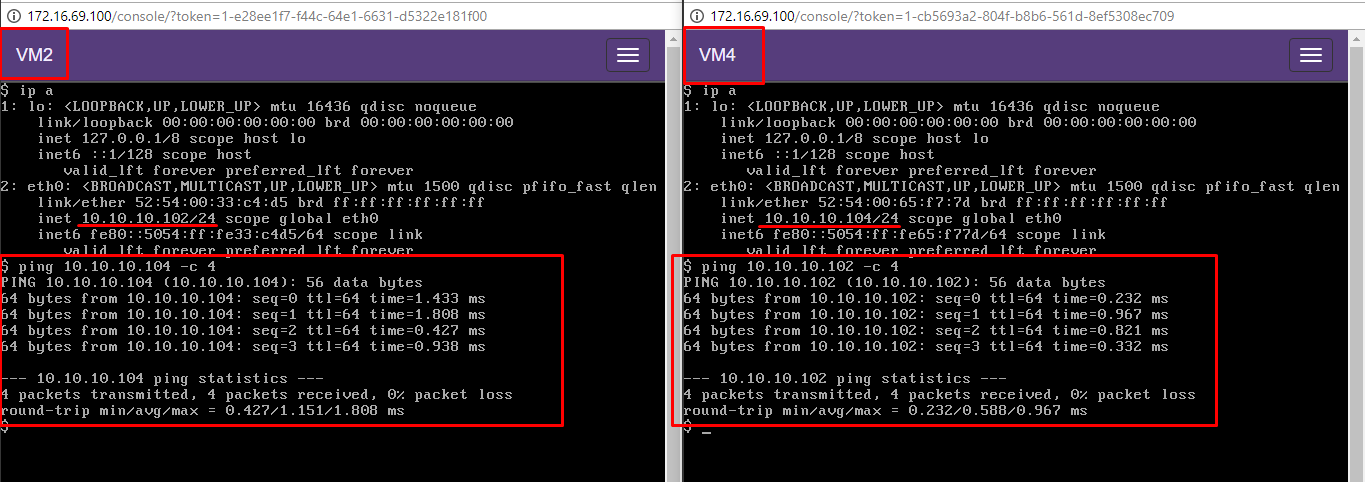 172.16.69.100/console/?token=1-e28ee1f7-f44c-64e1-6631-d5322e181f00
VM2
$ ip a
1: lo: <LOOPBACK,UP,LOWER_UP> mtu 16436 qdisc noqueue
link/loopback 00:00:00:00:00:00 brd 00:00:00:00:00:00
inet 127.0.0.1/8 scope host lo
inet6 ::1/128 scope host
valid_lft forever preferred_lft forever
2: eth0: <BROADCAST,MULTICAST,UP,LOWER_UP> mtu 1500 qdisc pfifo_fast qlen
link/ether 52:54:00:33:c4:d5 brd ff:ff:ff:ff:ff:ff
inet 10.10.10.102/24 scope global eth0
inet6 fe80::5054:ff:fe33:c4d5/64 scope link
valid_lft forever preferred_lft forever
$ ping 10.10.10.104 -c 4
PING 10.10.10.104 (10.10.10.104): 56 data bytes
64 bytes from 10.10.10.104: seq=0 ttl=64 time=1.433 ms
64 bytes from 10.10.10.104: seq=1 ttl=64 time=1.808 ms
64 bytes from 10.10.10.104: seq=2 ttl=64 time=0.427 ms
64 bytes from 10.10.10.104: seq=3 ttl=64 time=0.938 ms
--- 10.10.10.104 ping statistics ---
4 packets transmitted, 4 packets received, 0% packet loss
round-trip min/avg/max = 0.427/1.151/1.808 ms
$
172.16.69.100/console/?token=1-cb5693a2-804f-b8b6-561d-8ef5308ec709
VM4
$ ip a
1: lo: <LOOPBACK,UP,LOWER_UP> mtu 16436 qdisc noqueue
link/loopback 00:00:00:00:00:00 brd 00:00:00:00:00:00
inet 127.0.0.1/8 scope host lo
inet6 ::1/128 scope host
valid_lft forever preferred_lft forever
2: eth0: <BROADCAST,MULTICAST,UP,LOWER_UP> mtu 1500 qdisc pfifo_fast qlen
link/ether 52:54:00:65:f7:7d brd ff:ff:ff:ff:ff:ff
inet 10.10.10.104/24 scope global eth0
inet6 fe80::5054:ff:fe65:f77d/64 scope link
valid_lft forever preferred_lft forever
$ ping 10.10.10.102 -c 4
PING 10.10.10.102 (10.10.10.102): 56 data bytes
64 bytes from 10.10.10.102: seq=0 ttl=64 time=0.232 ms
64 bytes from 10.10.10.102: seq=1 ttl=64 time=0.967 ms
64 bytes from 10.10.10.102: seq=2 ttl=64 time=0.821 ms
64 bytes from 10.10.10.102: seq=3 ttl=64 time=0.332 ms
--- 10.10.10.102 ping statistics ---
4 packets transmitted, 4 packets received, 0% packet loss
round-trip min/avg/max = 0.232/0.588/0.967 ms
$ _